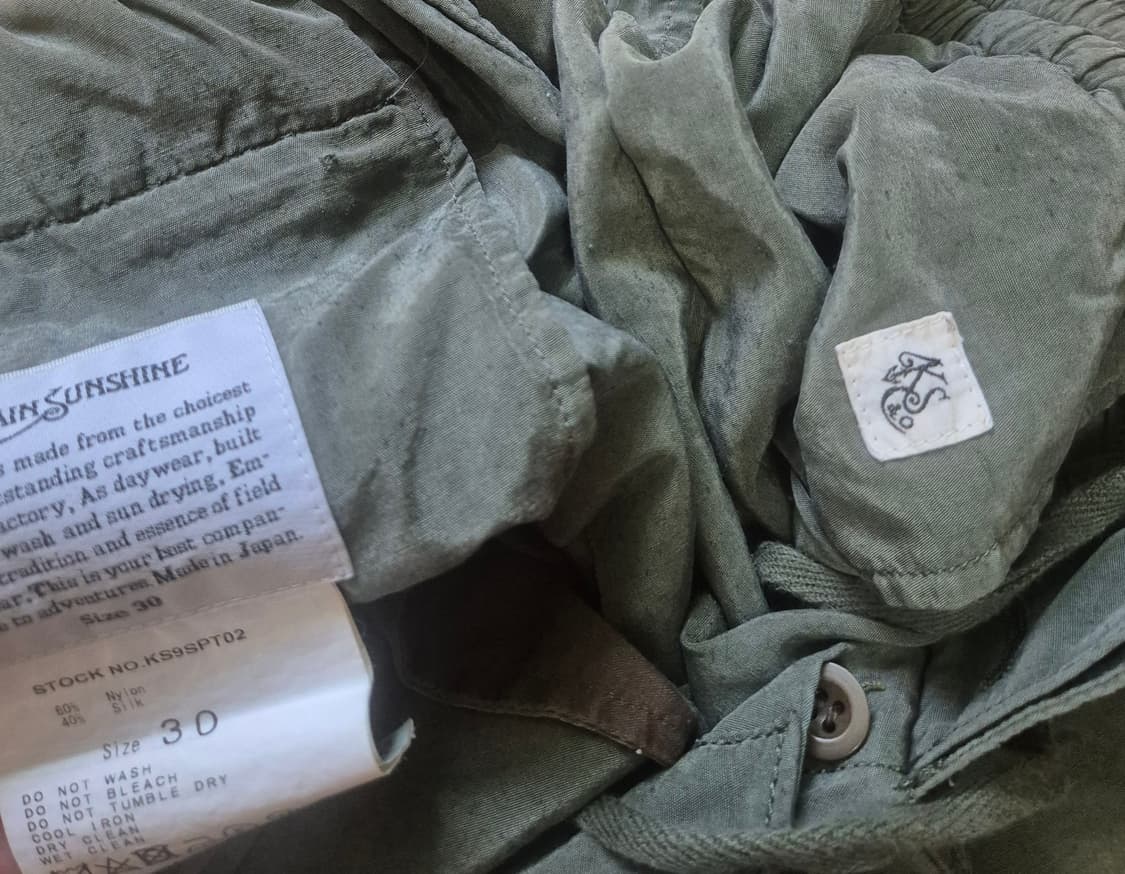 AIN SUNSHINE
s made from the choicest
standing craftsmanship
actory, As daywear, built
wash and sun drying. Em-
tradition and essence of field
ar. This is your best compan-
to adventures Made in Japan.
Size 30
STOCK NO.KS9SPT02
60% Nylon
40% Silk
Size 30
DO NOT WASH
DO NOT BLEACH
DO NOT TUMBLE DRY
COOL IRON
DRY CLEAN
WET CLEAN
KS
&o